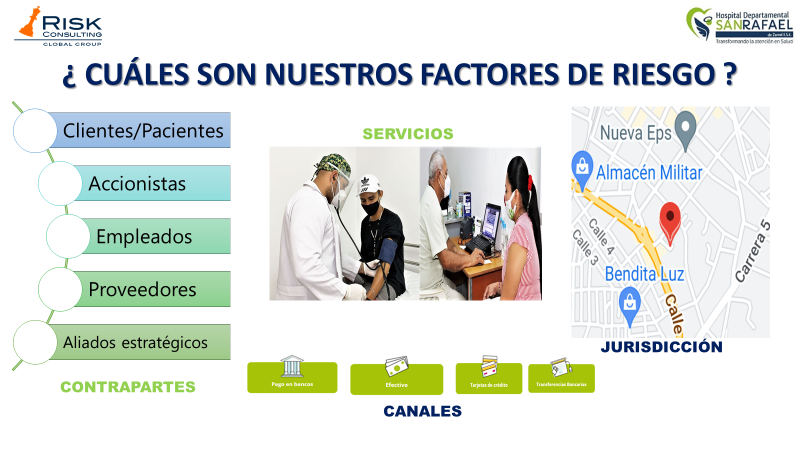 RISK
CONSULTING
GLOBAL GROUP
Hospital Departamental
SANRAFAEL
de Zarzal E.S.E
Transformando la atención en Salud
¿ CUÁLES SON NUESTROS FACTORES DE RIESGO ?
Clientes/Pacientes
Accionistas
Empleados
Proveedores
Aliados estratégicos
CONTRAPARTES
SERVICIOS
Pago en bancos
Efectivo
Tarjetas de crédito
Transferencias Bancarias
CANALES
Nueva Eps
Almacén Militar
Calle 4
Calle 3
Carrera 5
Bendita Luz
Calle
JURISDICCIÓN